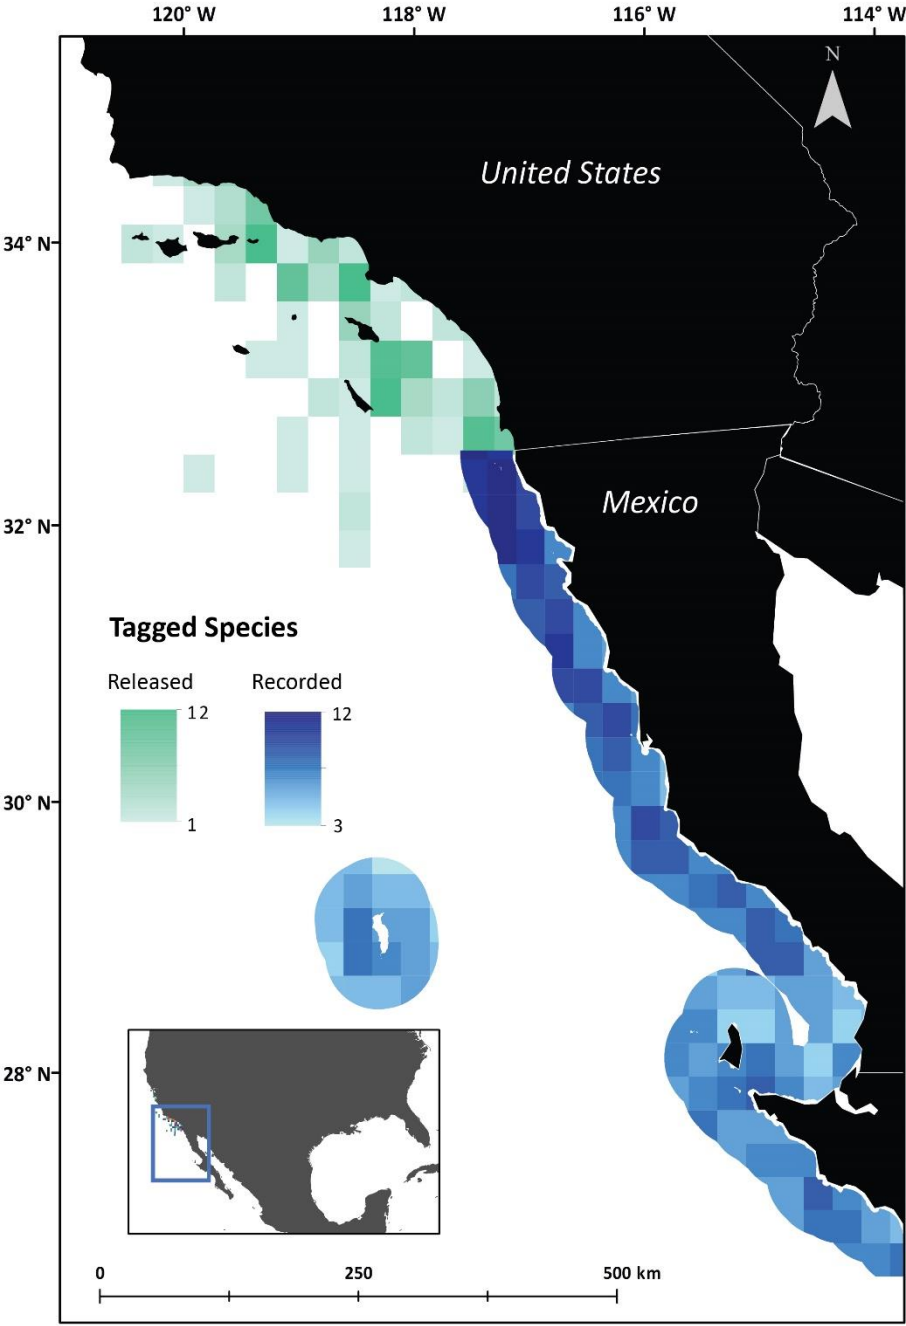 120° W 118° W 116° W 114° W
N
United States
34° N
Mexico
32° N
Tagged Species
Released Recorded
12 12
1 3
30° N
28° N
0 250 500 km